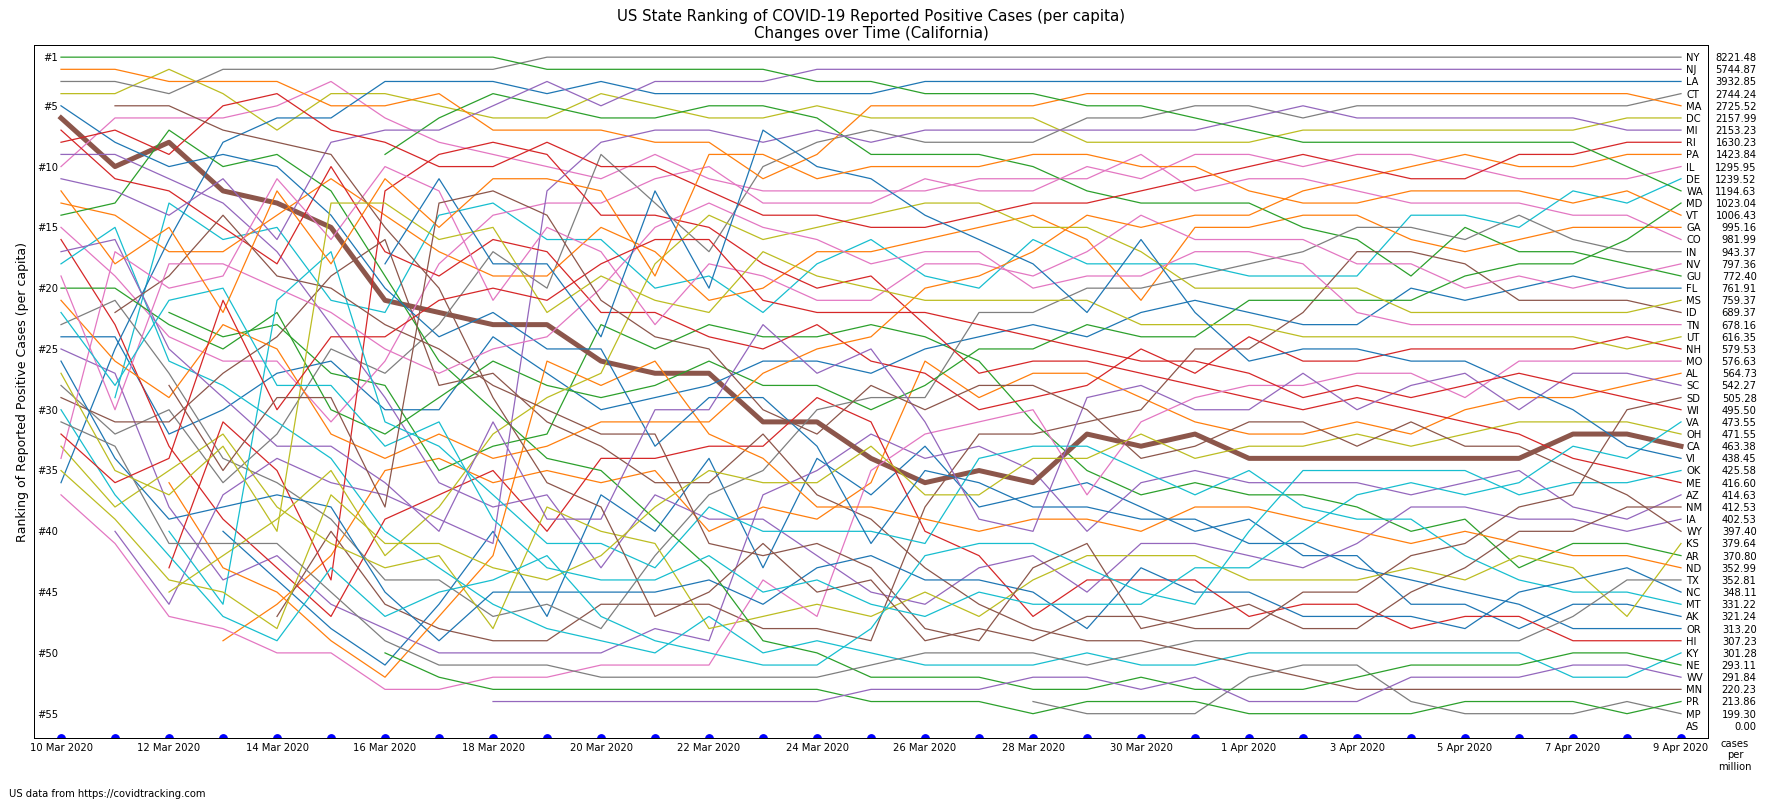 US State Ranking of COVID-19 Reported Positive Cases (per capita)
Changes over Time (California)
Ranking of Reported Positive Cases (per capita)
#1
#5
#10
#15
#20
#25
#30
#35
#40
#45
#50
#55
NY 8221.48
NJ 5744.87
LA 3932.85
CT 2744.24
MA 2725.52
DC 2157.99
MI 2153.23
RI 1630.23
PA 1423.84
IL 1295.95
DE 1239.52
WA 1194.63
MD 1023.04
VT 1006.43
GA 995.16
CO 981.99
IN 943.37
NV 797.36
GU 772.40
FL 761.91
MS 759.37
ID 689.37
TN 678.16
UT 616.35
NH 579.53
MO 576.63
AL 564.73
SC 542.27
SD 505.28
WI 495.50
VA 473.55
OH 471.55
CA 463.38
VI 438.45
OK 425.58
ME 416.60
AZ 414.63
NM 412.53
IA 402.53
WY 397.40
KS 379.64
AR 370.80
ND 352.99
TX 352.81
NC 348.11
MT 331.22
AK 321.24
OR 313.20
HI 307.23
KY 301.28
NE 293.11
WV 291.84
MN 220.23
PR 213.86
MP 199.30
AS 0.00
10 Mar 2020 12 Mar 2020 14 Mar 2020 16 Mar 2020 18 Mar 2020 20 Mar 2020 22 Mar 2020 24 Mar 2020 26 Mar 2020 28 Mar 2020 30 Mar 2020 1 Apr 2020 3 Apr 2020 5 Apr 2020 7 Apr 2020 9 Apr 2020
cases
per
million
US data from https://covidtracking.com